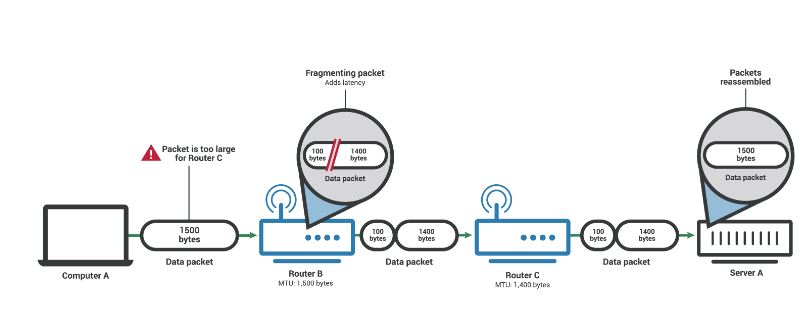 Fragmenting packet
Adds latency
Packets
reassembled
Packet is too large
for Router C
100
bytes
1400
bytes
Data packet
1500
bytes
Data packet
1500
bytes
Data packet
Computer A
Router B
MTU: 1,500 bytes
100
bytes
1400
bytes
Data packet
Router C
MTU: 1,400 bytes
100
bytes
1400
bytes
Data packet
Server A